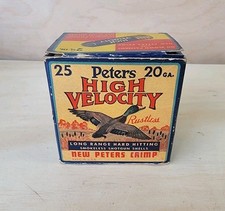 25 Peters 20 GA.
HIGH
VELOCITY
Rustless
LONG RANGE HARD HITTING
SMOKELESS SHOTGUN SHELLS
NEW PETERS CRIMP